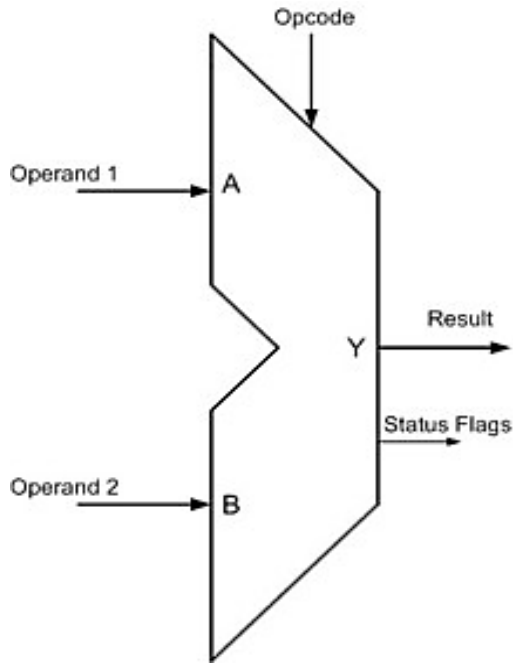 Opcode
Operand 1
A
Result
Y
Status Flags
Operand 2
B